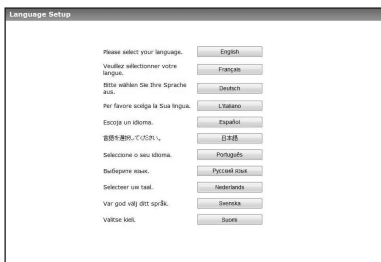 Language Setup
Please select your language.
English
Veuillez sélectionner votre
langue.
Français
Bitte wählen Sie Ihre Sprache
aus.
Deutsch
Per favore scelga la Sua lingua.
L'Italiano
Escoja un idioma.
Español
言語を選択してください。
日本語
Seleccione o seu idioma.
Português
Выберите язык.
Русский язык
Selecteer uw taal.
Nederlands
Var god välj ditt språk.
Svenska
Valitse kieli.
Suomi